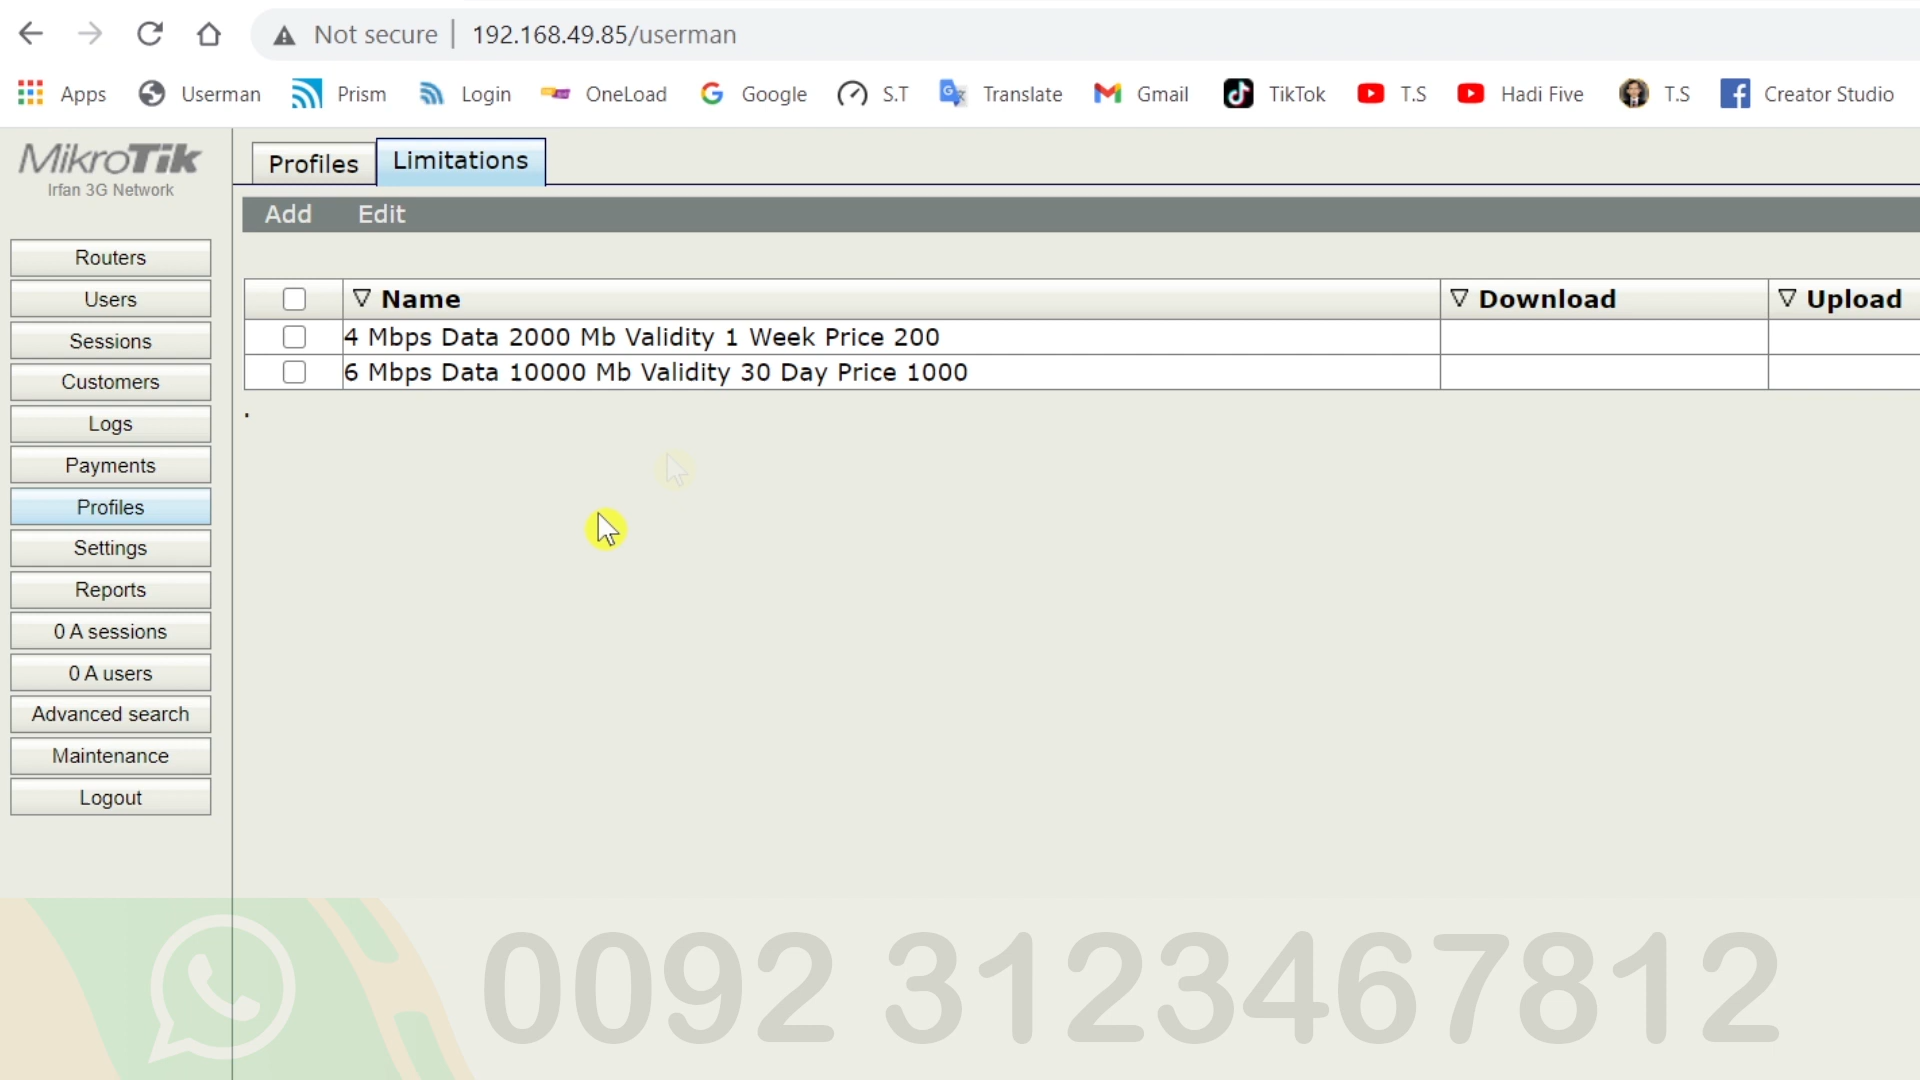 Not secure | 192.168.49.85/userman
Apps Userman Prism Login OneLoad Google S.T Translate Gmail TikTok T.S Hadi Five T.S Creator Studio
MikroTik
Irfan 3G Network
Profiles Limitations
Add Edit
Routers
Users
Sessions
Customers
Logs
Payments
Profiles
Settings
Reports
0 A sessions
0 A users
Advanced search
Maintenance
Logout
Name Download Upload
4 Mbps Data 2000 Mb Validity 1 Week Price 200
6 Mbps Data 10000 Mb Validity 30 Day Price 1000
.
0092 3123467812